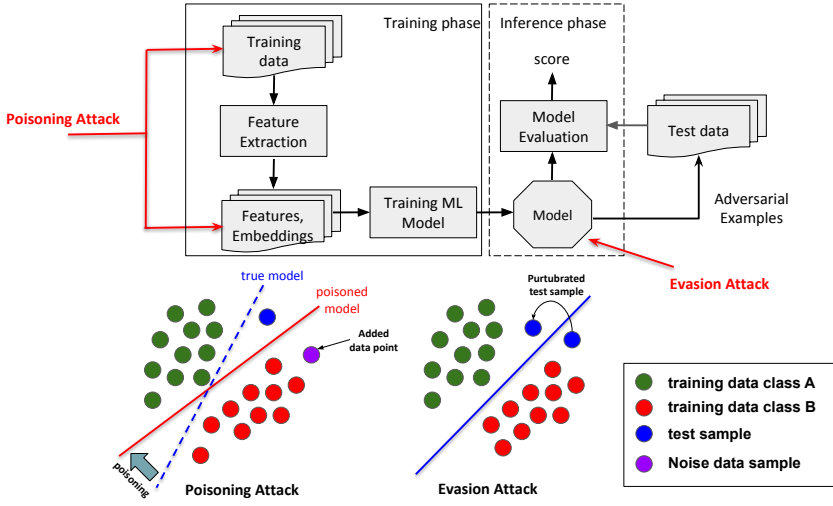 Training phase
Inference phase
Training
data
score
Poisoning Attack
Feature
Extraction
Model
Evaluation
Test data
Features,
Embeddings
Training ML
Model
Model
Adversarial
Examples
Evasion Attack
true model
poisoned model
Added
data point
poisoning
Poisoning Attack
Purtubrated
test sample
Evasion Attack
training data class A
training data class B
test sample
Noise data sample